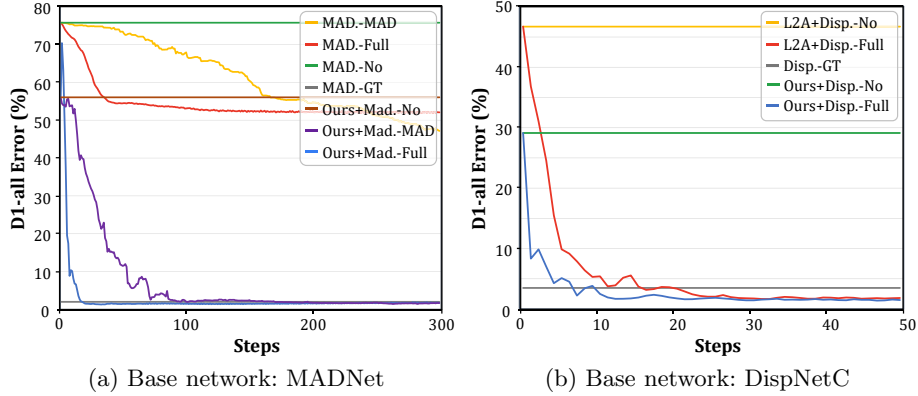 D1-all Error (%)
80
70
60
50
40
30
20
10
0
0
100
200
300
Steps
MAD.-MAD
MAD.-Full
MAD.-No
MAD.-GT
Ours+Mad.-No
Ours+Mad.-MAD
Ours+Mad.-Full
(a) Base network: MADNet
D1-all Error (%)
50
40
30
20
10
0
0
10
20
30
40
50
Steps
L2A+Disp.-No
L2A+Disp.-Full
Disp.-GT
Ours+Disp.-No
Ours+Disp.-Full
(b) Base network: DispNetC